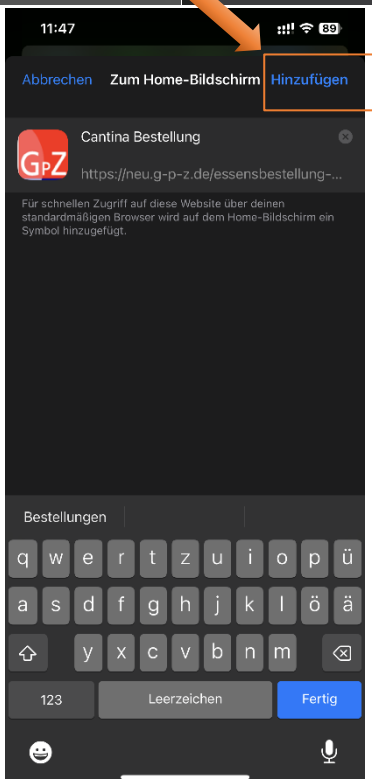 11:47
89
Abbrechen Zum Home-Bildschirm Hinzufügen
GPZ
Cantina Bestellung
https://neu.g-p-z.de/essensbestellung-...
Für schnellen Zugriff auf diese Website über deinen
standardmäßigen Browser wird auf dem Home-Bildschirm ein
Symbol hinzugefügt.
Bestellungen
q w e r t z u i o p ü
a s d f g h j k l ö ä
y x c v b n m
123 Leerzeichen Fertig